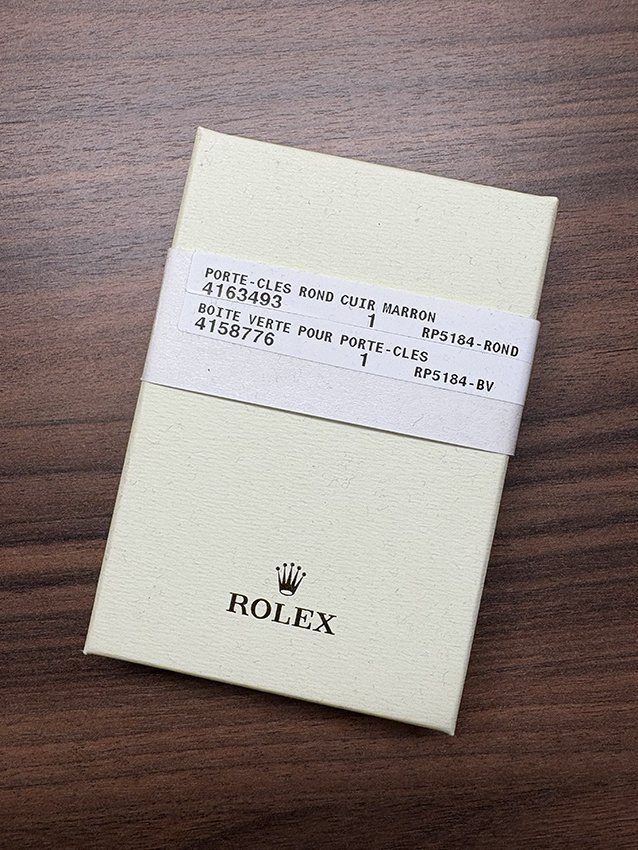 PORTE-CLES ROND CUIR MARRON
4163493 1 RP5184-ROND
BOITE VERTE POUR PORTE-CLES
4158776 1 RP5184-BV
ROLEX